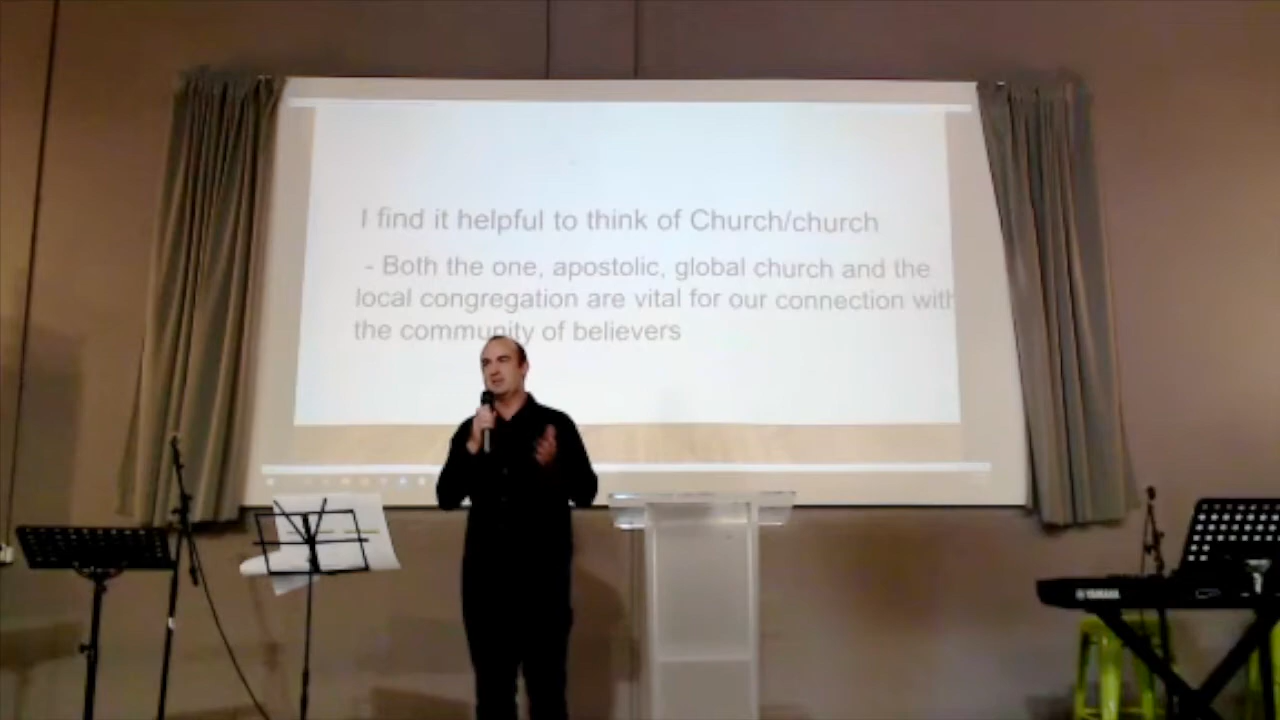 I find it helpful to think of Church/church
- Both the one, apostolic, global church and the
local congregation are vital for our connection with
the community of believers
YAMAHA